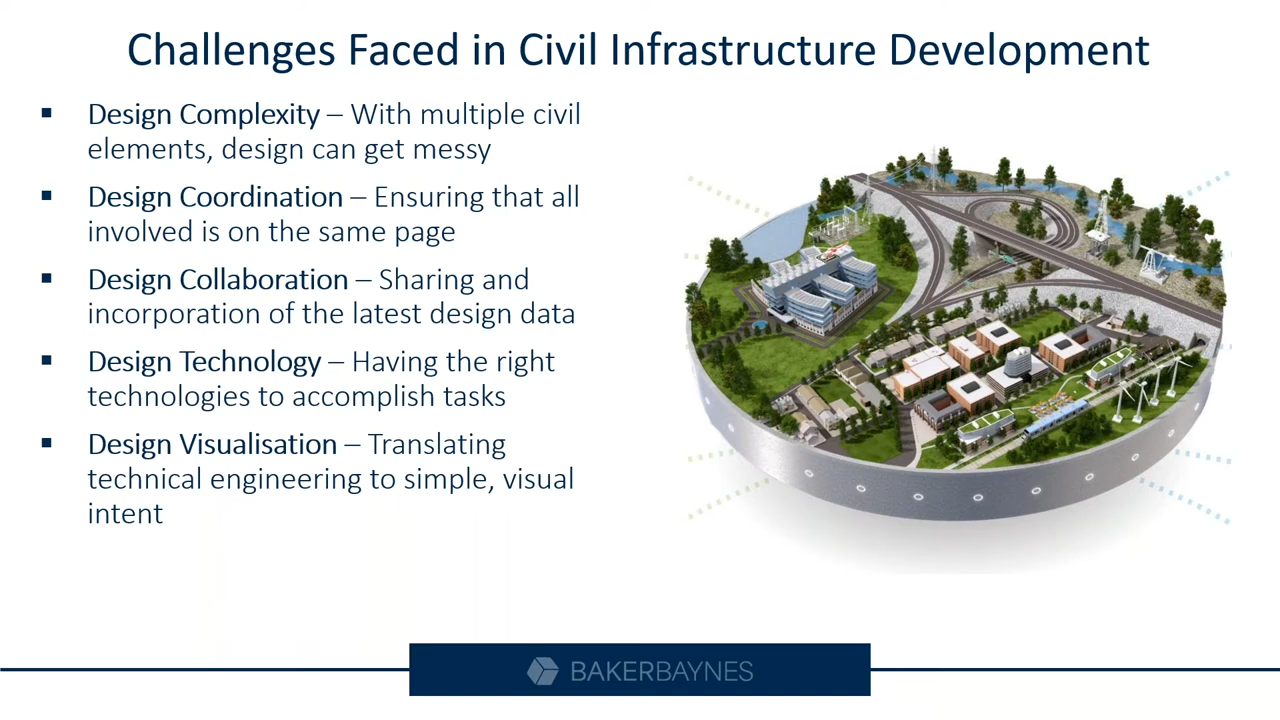 Challenges Faced in Civil Infrastructure Development
▪ Design Complexity – With multiple civil
elements, design can get messy
▪ Design Coordination – Ensuring that all
involved is on the same page
▪ Design Collaboration – Sharing and
incorporation of the latest design data
▪ Design Technology – Having the right
technologies to accomplish tasks
▪ Design Visualisation – Translating
technical engineering to simple, visual
intent
BAKERBAYNES